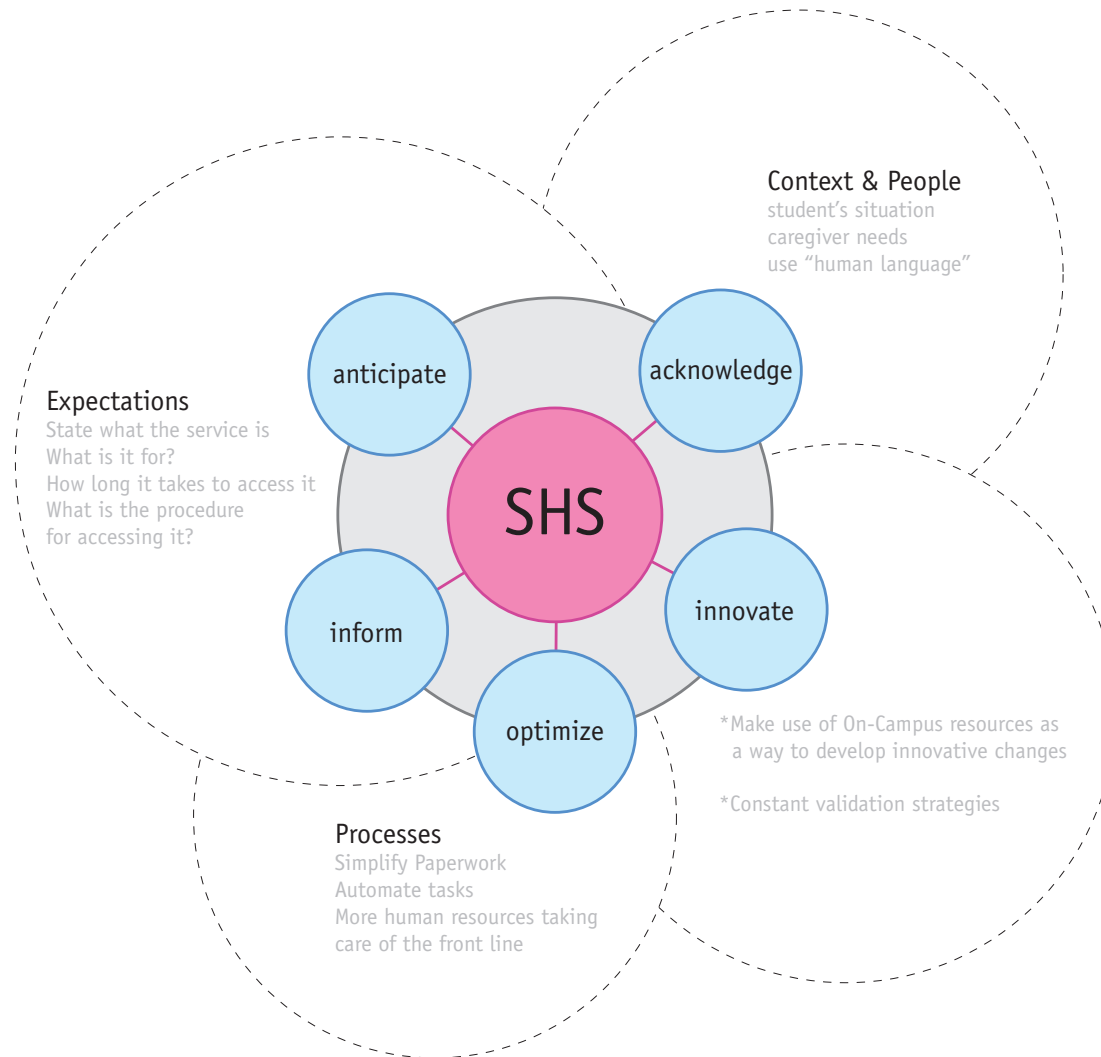 Context & People
student's situation
caregiver needs
use “human language”
anticipate
acknowledge
Expectations
State what the service is
What is it for?
How long it takes to access it
What is the procedure
for accessing it?
SHS
inform
innovate
optimize
*Make use of On-Campus resources as
a way to develop innovative changes
*Constant validation strategies
Processes
Simplify Paperwork
Automate tasks
More human resources taking
care of the front line